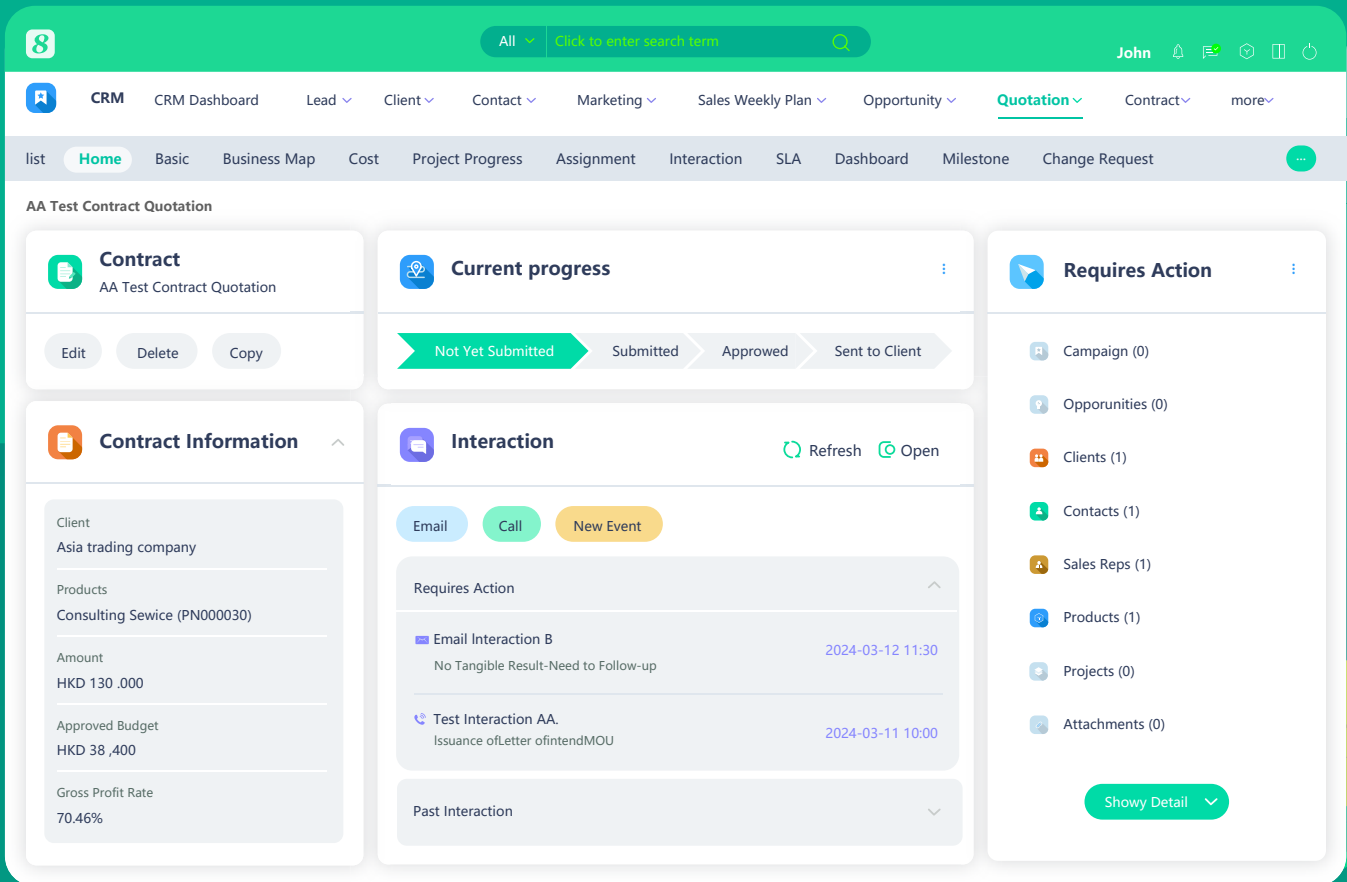 8
All Click to enter search term
John
CRM CRM Dashboard Lead Client Contact Marketing Sales Weekly Plan Opportunity Quotation Contract more
list Home Basic Business Map Cost Project Progress Assignment Interaction SLA Dashboard Milestone Change Request ...
AA Test Contract Quotation
Contract
AA Test Contract Quotation
Edit Delete Copy
Current progress
Not Yet Submitted Submitted Approwed Sent to Client
Contract Information
Client
Asia trading company
Products
Consulting Sewice (PN000030)
Amount
HKD 130 .000
Approved Budget
HKD 38 ,400
Gross Profit Rate
70.46%
Interaction
Refresh Open
Email Call New Event
Requires Action
Email lnteraction B
2024-03-12 11:30
No Tangible Result-Need to Follow-up
Test Interaction AA.
2024-03-11 10:00
Issuance ofLetter ofintendMOU
Past Interaction
Requires Action
Campaign (0)
Opporunities (0)
Clients (1)
Contacts (1)
Sales Reps (1)
Products (1)
Projects (0)
Attachments (0)
Showy Detail